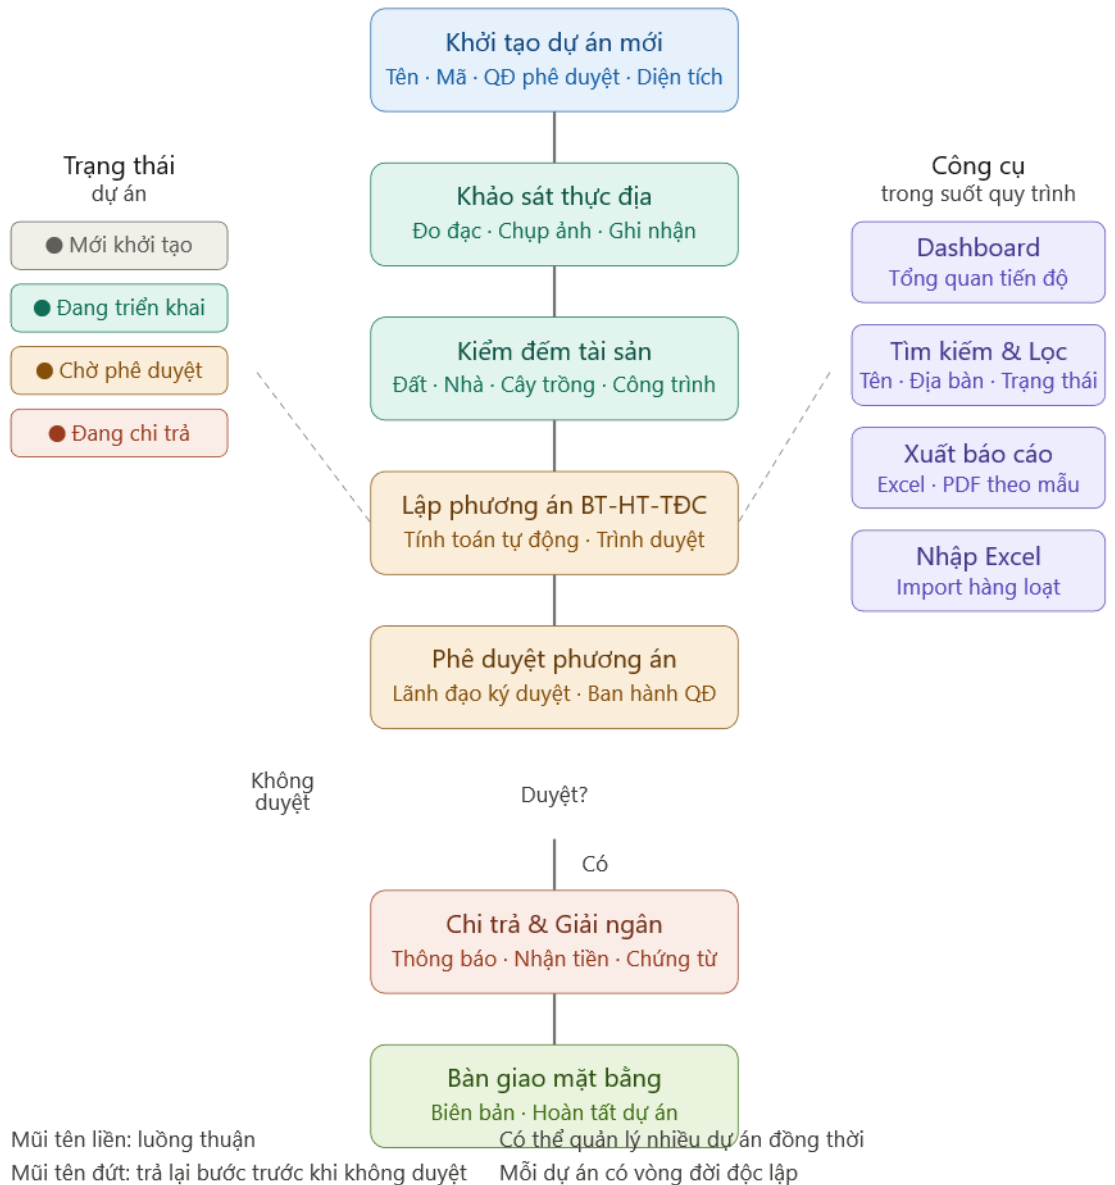 Khởi tạo dự án mới
Tên · Mã · QĐ phê duyệt · Diện tích
Trạng thái
dự án
● Mới khởi tạo
● Đang triển khai
● Chờ phê duyệt
● Đang chi trả
Khảo sát thực địa
Đo đạc · Chụp ảnh · Ghi nhận
Kiểm đếm tài sản
Đất · Nhà · Cây trồng · Công trình
Lập phương án BT-HT-TĐC
Tính toán tự động · Trình duyệt
Phê duyệt phương án
Lãnh đạo ký duyệt · Ban hành QĐ
Công cụ
trong suốt quy trình
Dashboard
Tổng quan tiến độ
Tìm kiếm & Lọc
Tên · Địa bàn · Trạng thái
Xuất báo cáo
Excel · PDF theo mẫu
Nhập Excel
Import hàng loạt
Không
duyệt
Duyệt?
Có
Chi trả & Giải ngân
Thông báo · Nhận tiền · Chứng từ
Bàn giao mặt bằng
Biên bản · Hoàn tất dự án
Mũi tên liền: luồng thuận
Mũi tên đứt: trả lại bước trước khi không duyệt
Có thể quản lý nhiều dự án đồng thời
Mỗi dự án có vòng đời độc lập